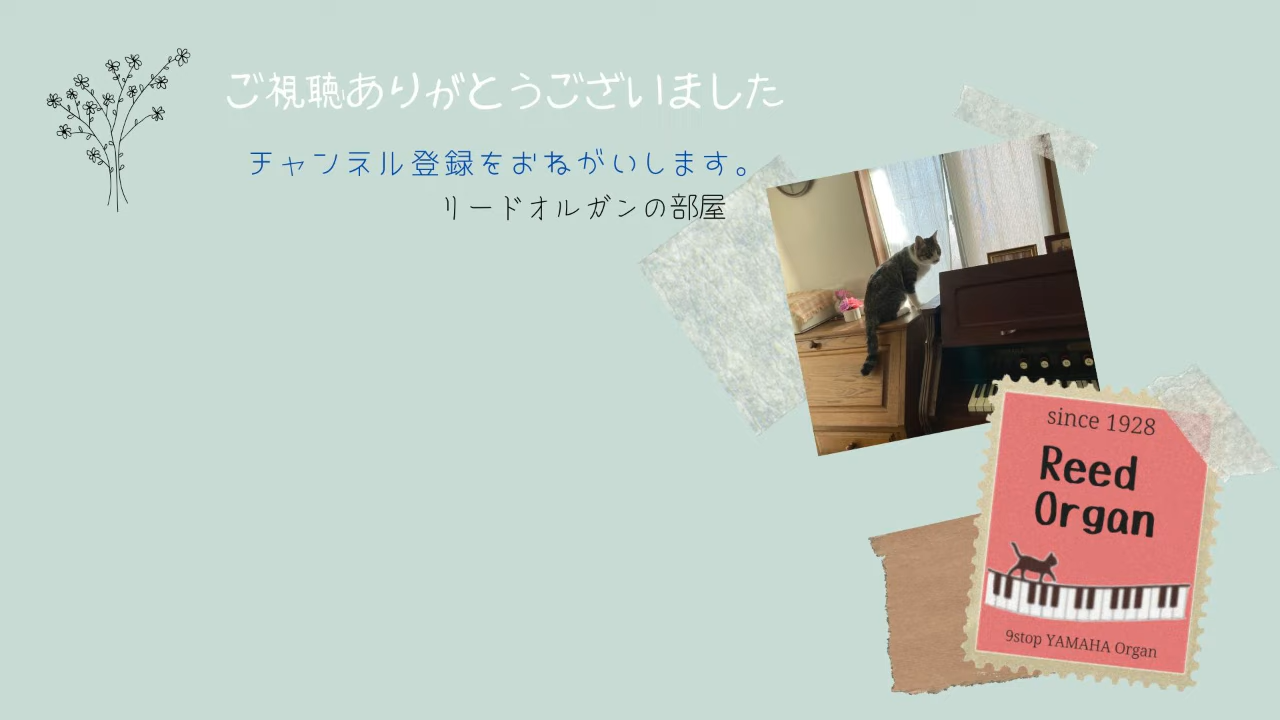 ご視聴ありがとうございました
チャンネル登録をおねがいします。
リードオルガンの部屋
since 1928
Reed
Organ
9stop YAMAHA Organ